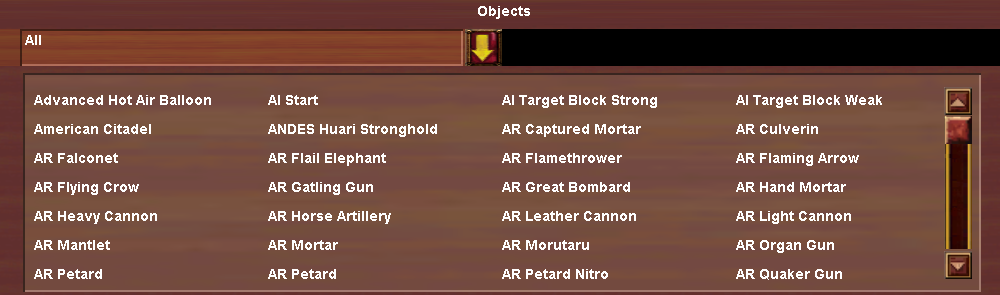 Objects
All
Advanced Hot Air Balloon AI Start AI Target Block Strong AI Target Block Weak
American Citadel ANDES Huari Stronghold AR Captured Mortar AR Culverin
AR Falconet AR Flail Elephant AR Flamethrower AR Flaming Arrow
AR Flying Crow AR Gatling Gun AR Great Bombard AR Hand Mortar
AR Heavy Cannon AR Horse Artillery AR Leather Cannon AR Light Cannon
AR Mantlet AR Mortar AR Morutaru AR Organ Gun
AR Petard AR Petard AR Petard Nitro AR Quaker Gun